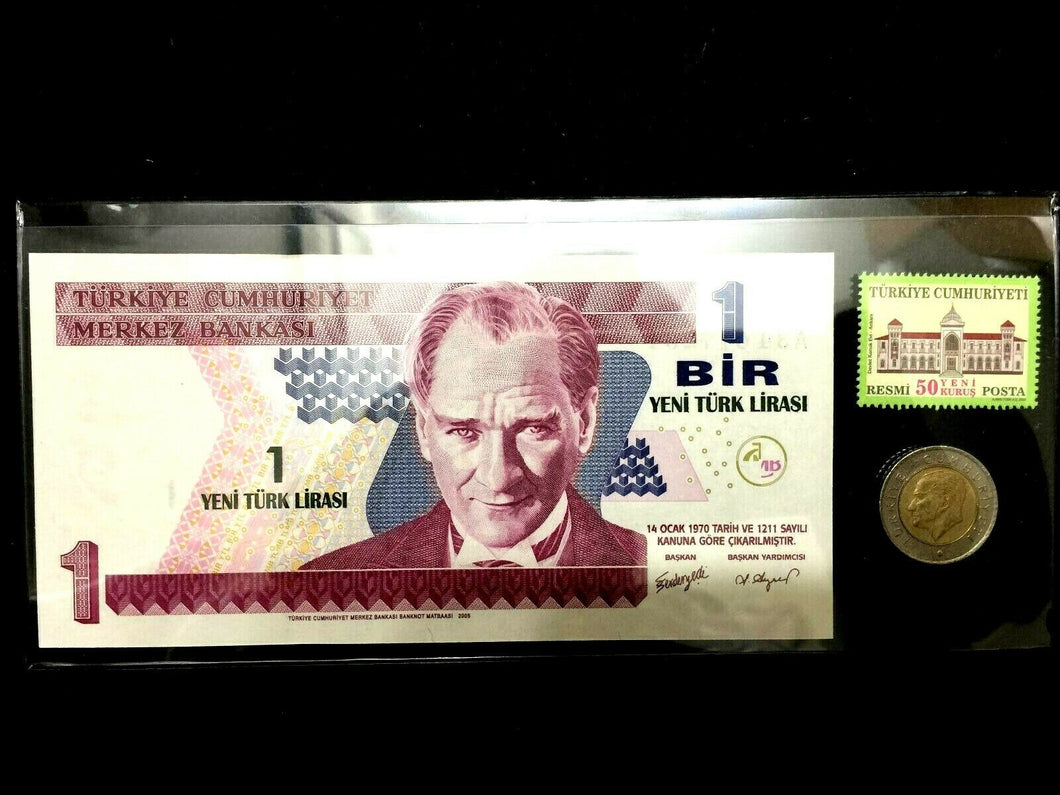 TÜRKİYE CUMHURİYET
MERKEZ BANKASI
1
BİR
YENİ TÜRK LİRASI
1
YENİ TÜRK LİRASI
14 OCAK 1970 TARİH VE 1211 SAYILI
KANUNA GÖRE ÇIKARILMIŞTIR.
BAŞKAN BAŞKAN YARDIMCISI
1
TÜRKİYE CUMHURİYET MERKEZ BANKASI BANKNOT MATBAASI 2005
TÜRKİYE CUMHURİYETİ
RESMİ 50 YENİ KURUŞ POSTA